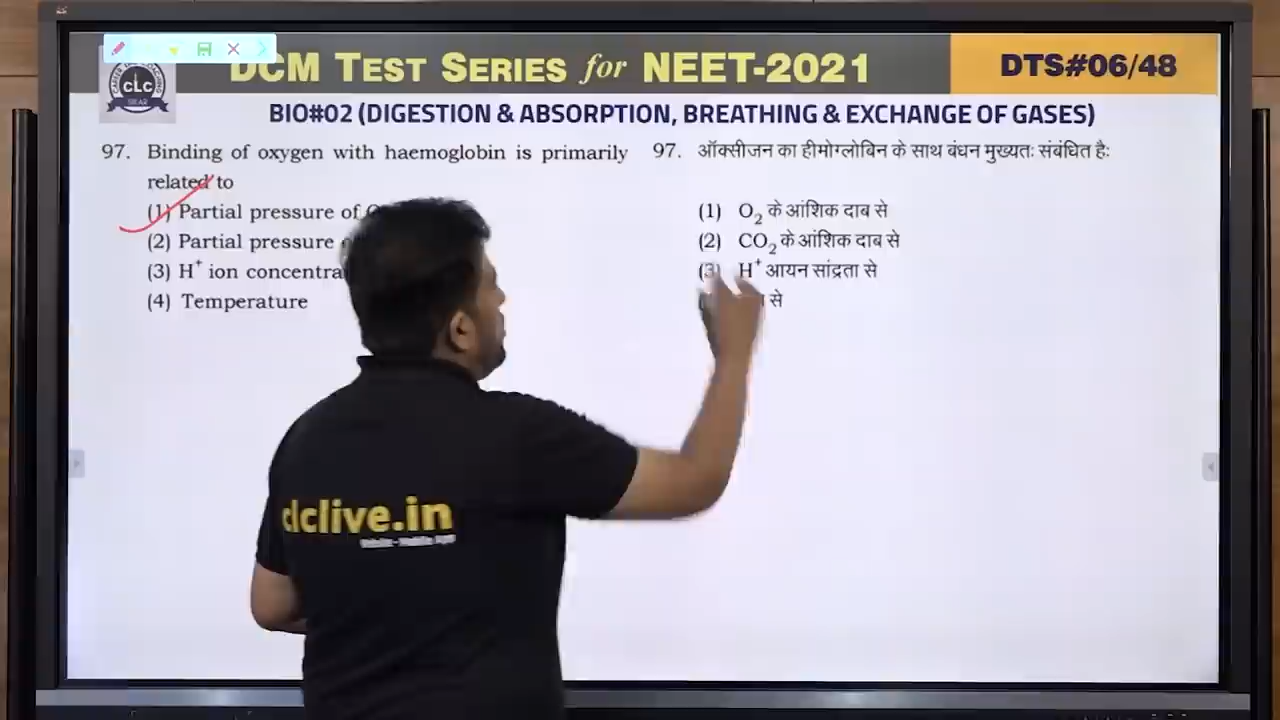 DCM TEST SERIES for NEET-2021
DTS#06/48
CLC
SIKAR
BIO#02 (DIGESTION & ABSORPTION, BREATHING & EXCHANGE OF GASES)
97. Binding of oxygen with haemoglobin is primarily
related to
(1) Partial pressure of
(2) Partial pressure
(3) H+ ion
(4) Temperature
97. ऑक्सीजन का हीमोग्लोबिन के साथ बंधन मुख्यतः संबंधित हैः
(1) O2 के आंशिक दाब से
(2) CO2 के आंशिक दाब से
(3) H+ आयन सांद्रता से
से
clclive.in